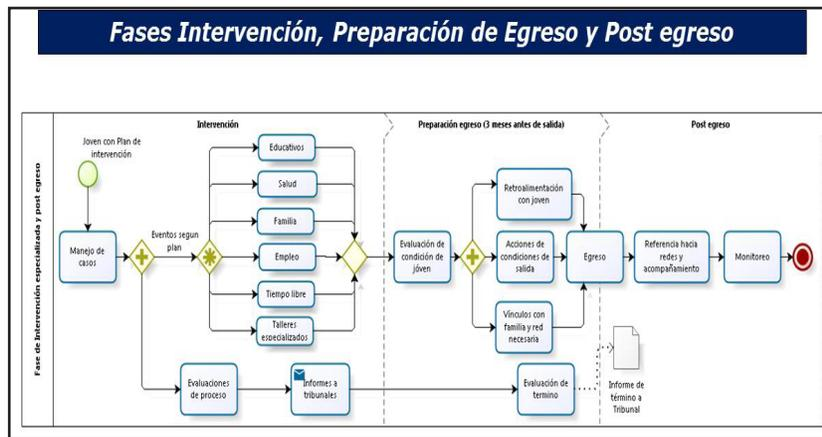 Fases Intervención, Preparación de Egreso y Post egreso
Fase de Intervención especializada y post egreso
Intervención
Preparación egreso (3 meses antes de salida)
Post egreso
Joven con Plan de
intervención
Manejo de
casos
Eventos segun
plan
Educativos
Salud
Familia
Empleo
Tiempo libre
Talleres
especializados
Evaluación de
condición de
jóven
Retroalimentación
con joven
Acciones de
condiciones de
salida
Vínculos con
familia y red
necesaria
Egreso
Referencia hacia
redes y
acompañamiento
Monitoreo
Evaluaciones
de proceso
Informes a
tribunales
Evaluación de
termino
Informe de
término a
Tribunal